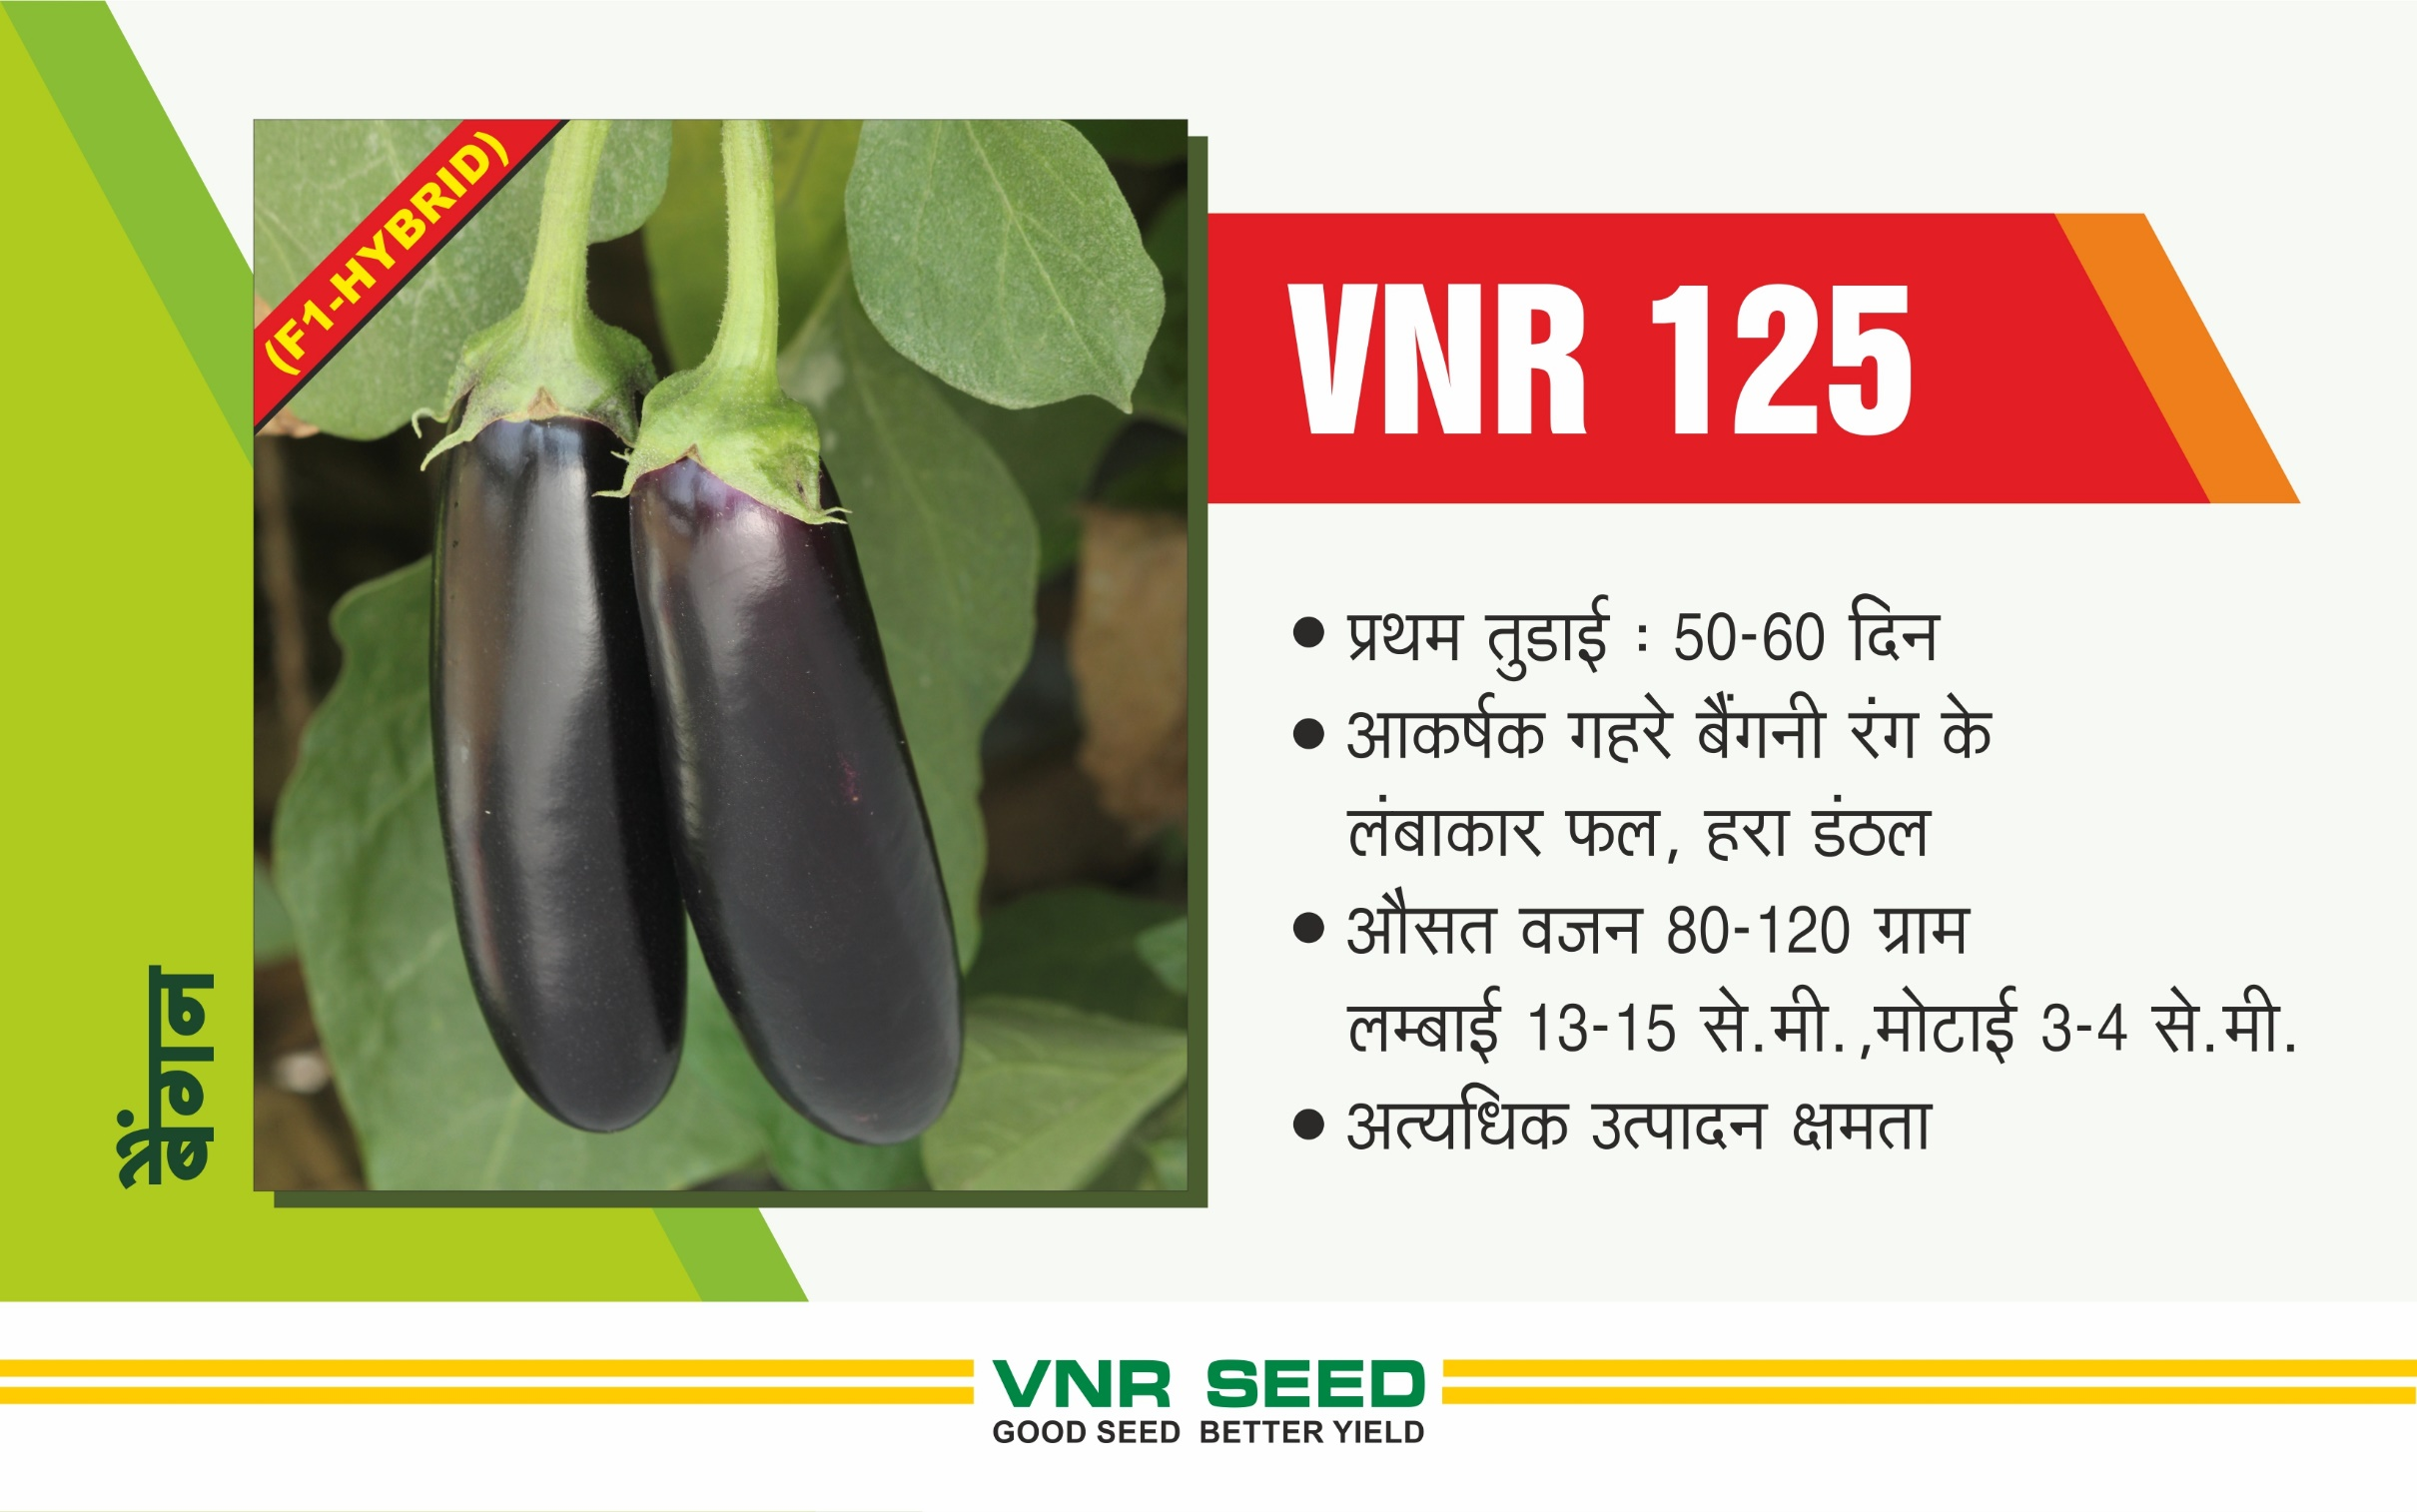 (F1-HYBRID)
VNR 125
● प्रथम तुडाई : 50-60 दिन
● आकर्षक गहरे बैंगनी रंग के
लंबाकार फल, हरा डंठल
● औसत वजन 80-120 ग्राम
लम्बाई 13-15 से.मी. ,मोटाई 3-4 से.मी.
● अत्यधिक उत्पादन क्षमता
बैंगन
VNR SEED
GOOD SEED BETTER YIELD